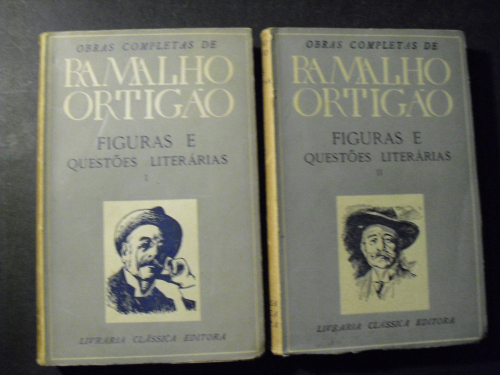 OBRAS COMPLETAS DE
RAMALHO
ORTIGÃO
FIGURAS E
QUESTÕES LITERÁRIAS
I
LIVRARIA CLÁSSICA EDITORA
OBRAS COMPLETAS DE
RAMALHO
ORTIGÃO
FIGURAS E
QUESTÕES LITERÁRIAS
II
LIVRARIA CLÁSSICA EDITORA